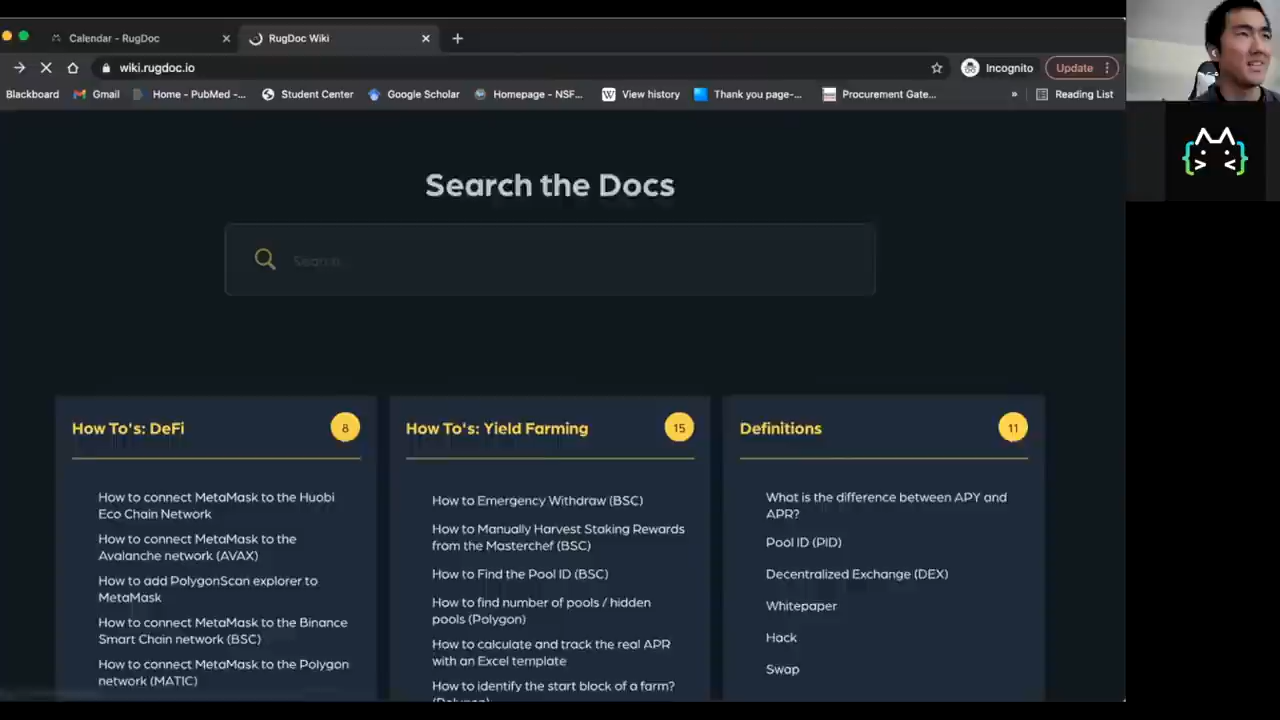 Calendar - RugDoc
RugDoc Wiki
wiki.rugdoc.io
Incognito
Update
Blackboard
Gmail
Home - PubMed -...
Student Center
Google Scholar
Homepage - NSF...
View history
Thank you page-...
Procurement Gate...
»
Reading List
Search the Docs
Search
How To's: DeFi
8
How to connect MetaMask to the Huobi
Eco Chain Network
How to connect MetaMask to the
Avalanche network (AVAX)
How to add PolygonScan explorer to
MetaMask
How to connect MetaMask to the Binance
Smart Chain network (BSC)
How to connect MetaMask to the Polygon
network (MATIC)
How To's: Yield Farming
15
How to Emergency Withdraw (BSC)
How to Manually Harvest Staking Rewards
from the Masterchef (BSC)
How to Find the Pool ID (BSC)
How to find number of pools / hidden
pools (Polygon)
How to calculate and track the real APR
with an Excel template
How to identify the start block of a farm?
(Polygon)
Definitions
11
What is the difference between APY and
APR?
Pool ID (PID)
Decentralized Exchange (DEX)
Whitepaper
Hack
Swap